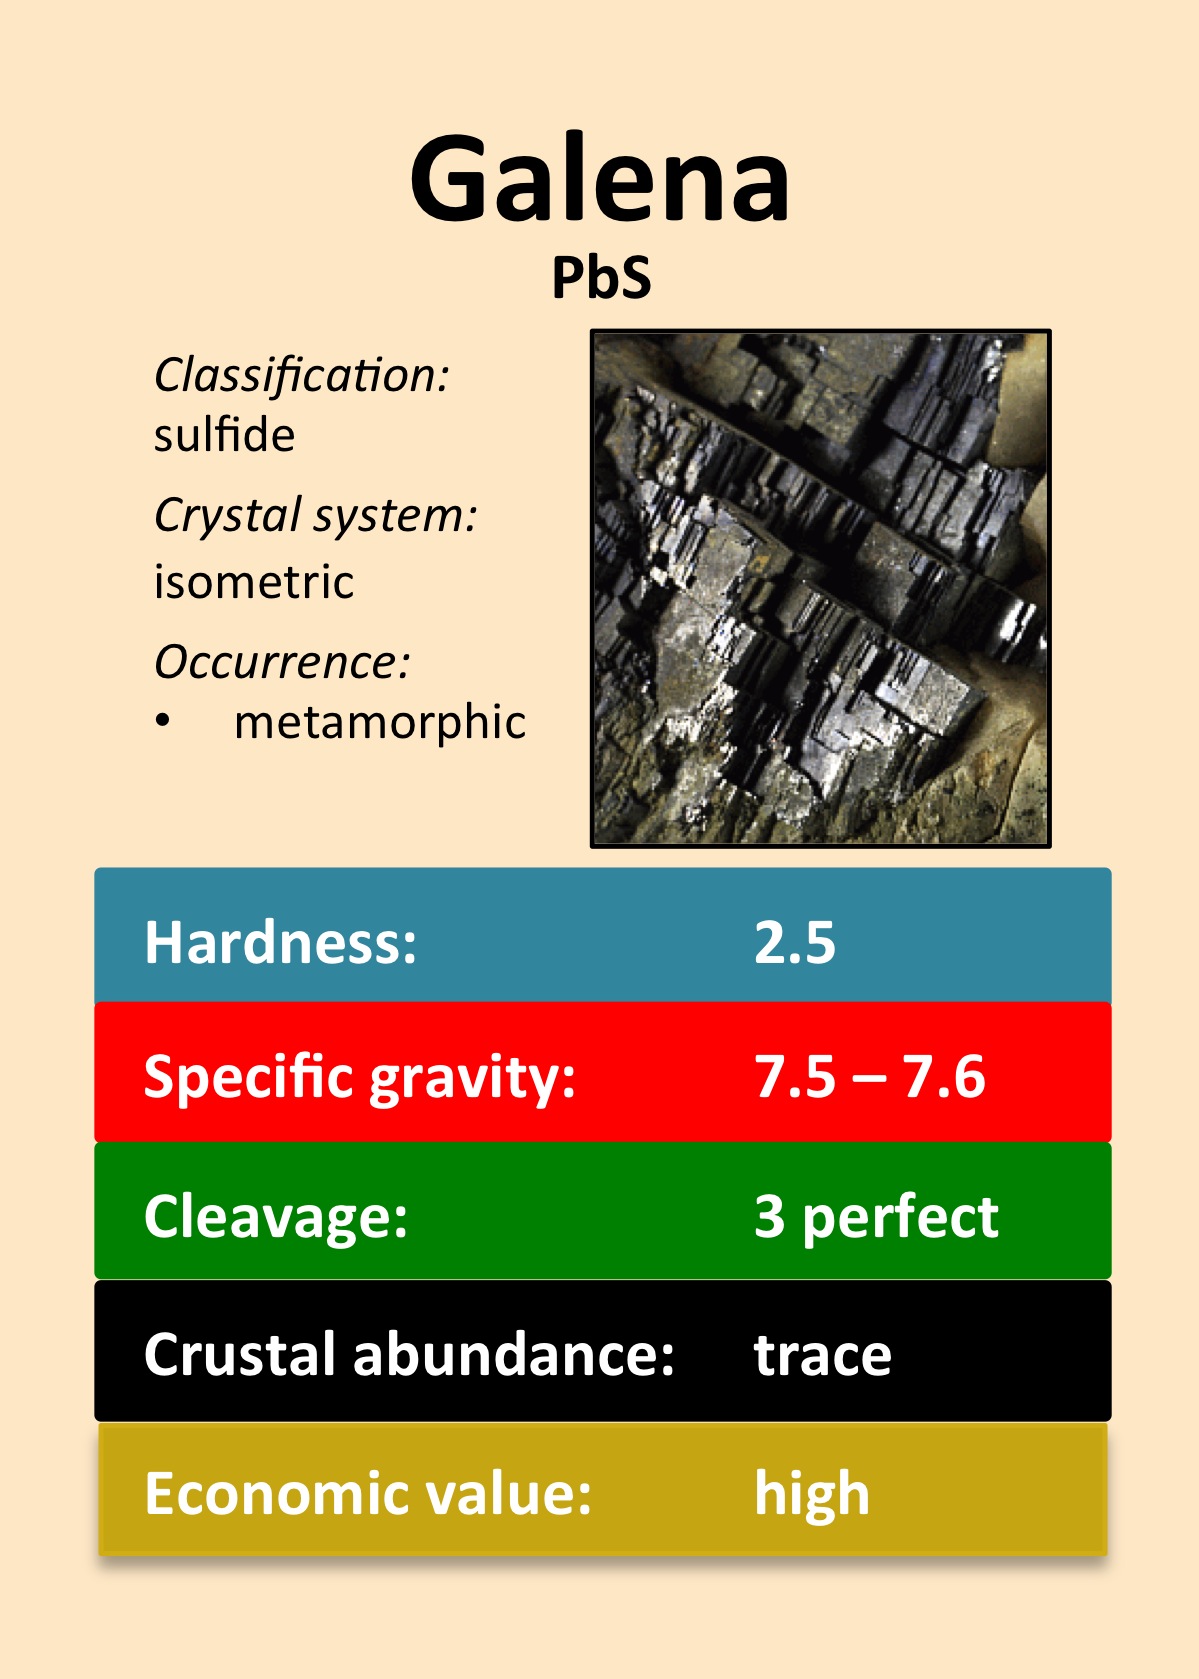 Galena
PbS
Classification:
sulfide
Crystal system:
isometric
Occurrence:
• metamorphic
Hardness: 2.5
Specific gravity: 7.5 – 7.6
Cleavage: 3 perfect
Crustal abundance: trace
Economic value: high